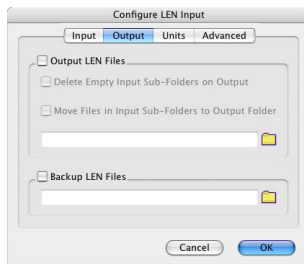 Configure LEN Input
Input Output Units Advanced
Output LEN Files
Delete Empty Input Sub-Folders on Output
Move Files in Input Sub-Folders to Output Folder
Backup LEN Files
Cancel OK